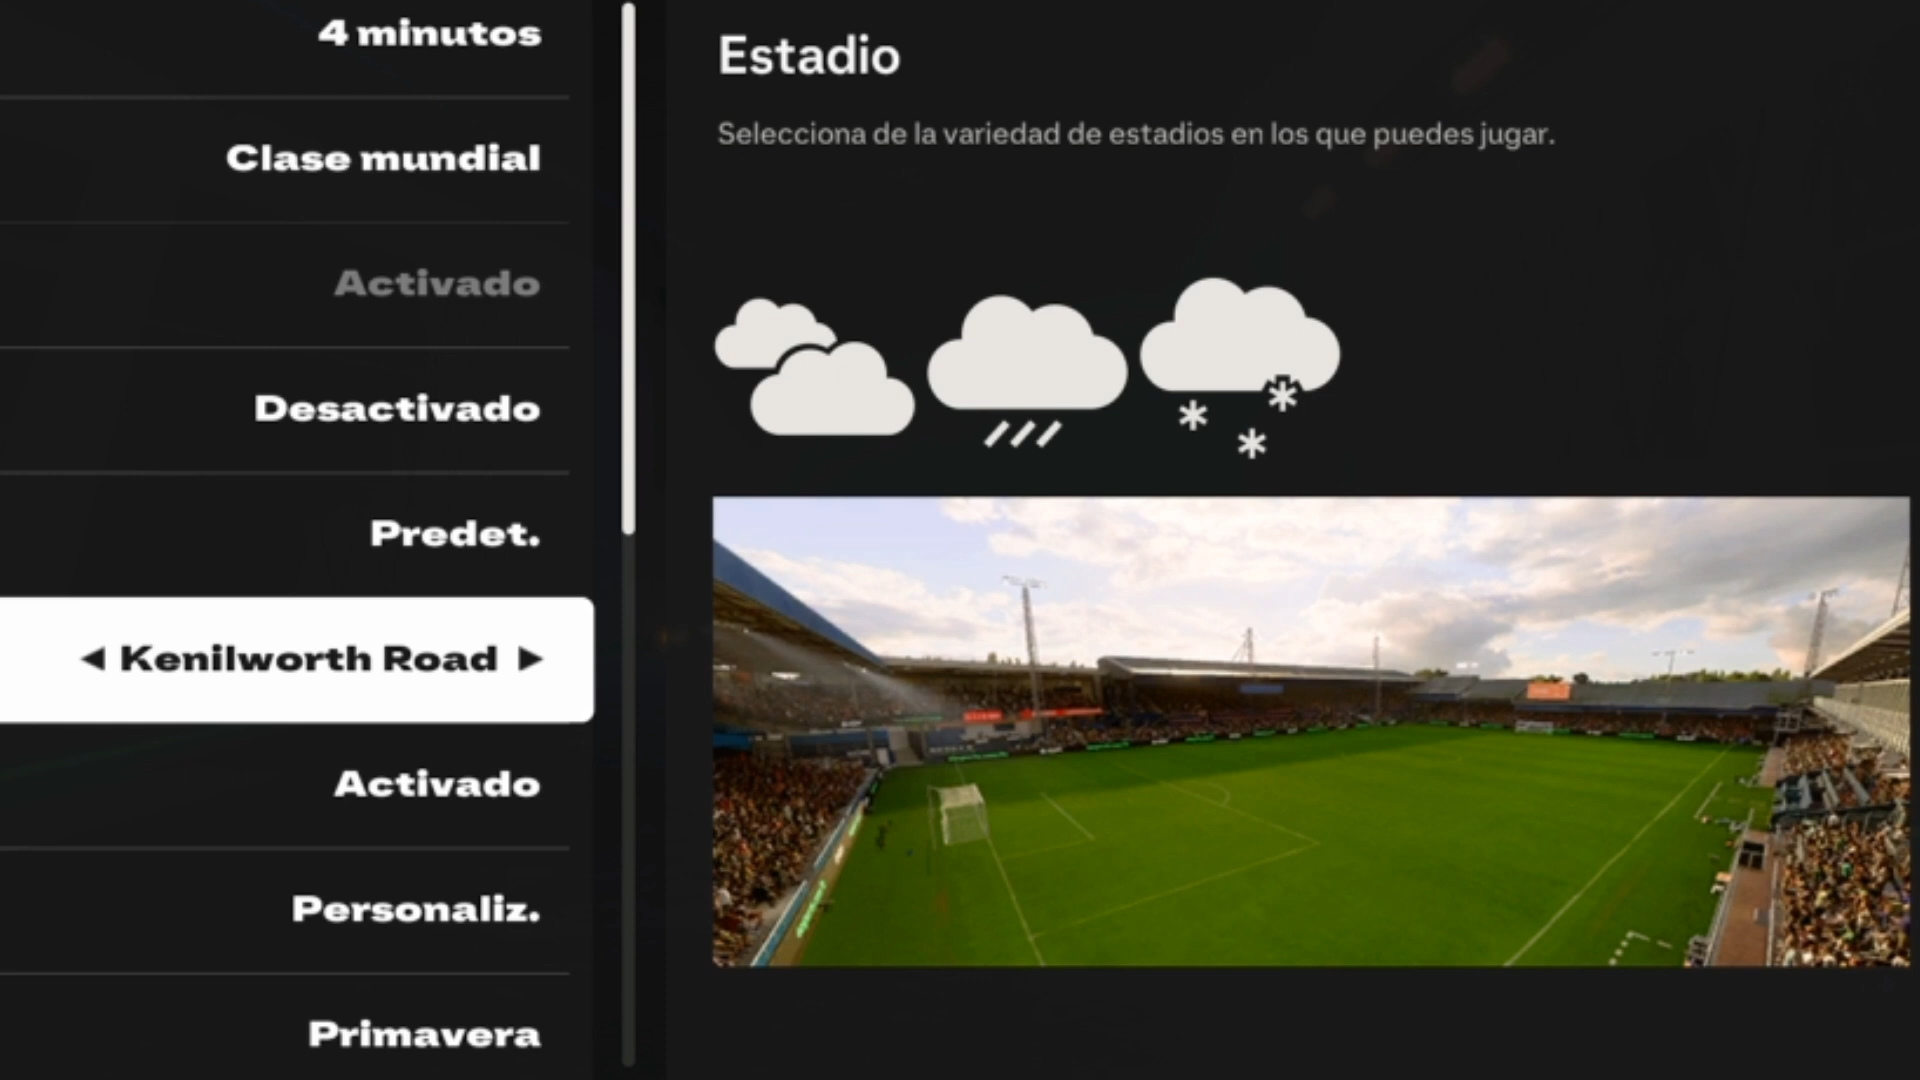 4 minutos
Clase mundial
Activado
Desactivado
Predet.
Kenilworth Road
Activado
Personaliz.
Primavera
Estadio
Selecciona de la variedad de estadios en los que puedes jugar.